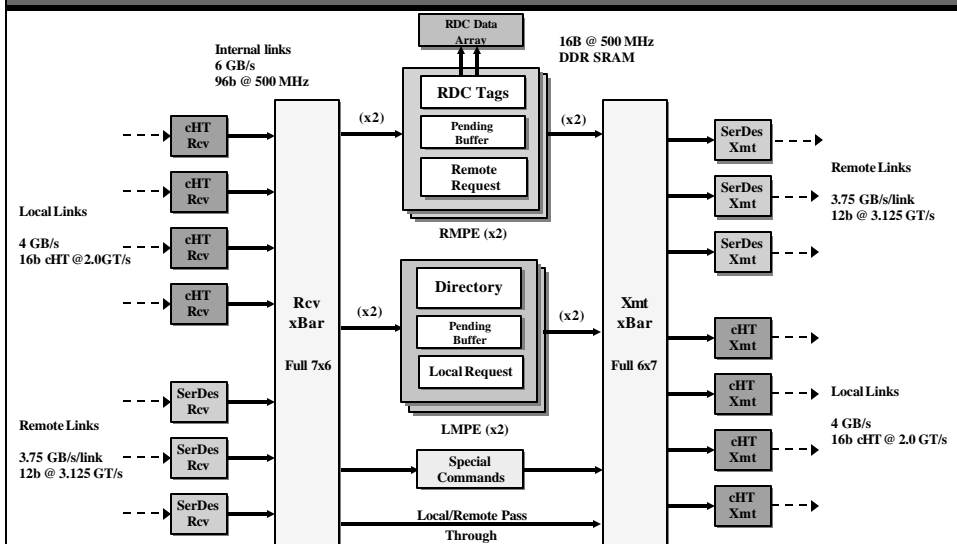 RDC Data
Array
Internal links
6 GB/s
96b @ 500 MHz
16B @ 500 MHz
DDR SRAM
RDC Tags
Pending
Buffer
Remote
Request
RMPE (x2)
(x2)
(x2)
cHT
Rcv
cHT
Rcv
cHT
Rcv
cHT
Rcv
Local Links
4 GB/s
16b cHT @2.0GT/s
SerDes
Rcv
SerDes
Rcv
SerDes
Rcv
Remote Links
3.75 GB/s/link
12b @ 3.125 GT/s
Rcv
xBar
Full 7x6
(x2)
(x2)
Directory
Pending
Buffer
Local Request
LMPE (x2)
Special
Commands
Local/Remote Pass
Through
Xmt
xBar
Full 6x7
SerDes
Xmt
SerDes
Xmt
SerDes
Xmt
Remote Links
3.75 GB/s/link
12b @ 3.125 GT/s
cHT
Xmt
cHT
Xmt
cHT
Xmt
cHT
Xmt
Local Links
4 GB/s
16b cHT @ 2.0 GT/s